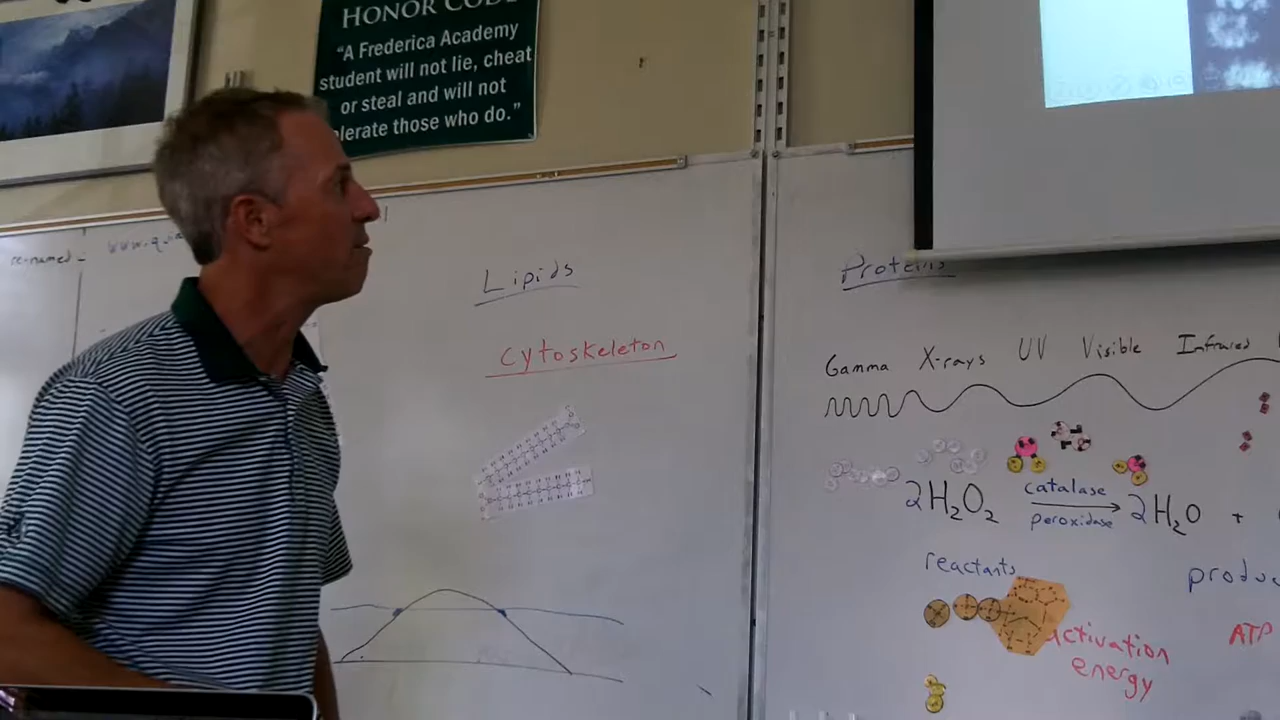 HONOR CODE
"A Frederica Academy
student will not lie, cheat
or steal and will not
tolerate those who do."
re-named
Lipids
cytoskeleton
Proteins
Gamma X-rays UV Visible Infrared
2H₂O₂ catalase 2H₂O +
peroxidase
reactants
activation
energy
ATP